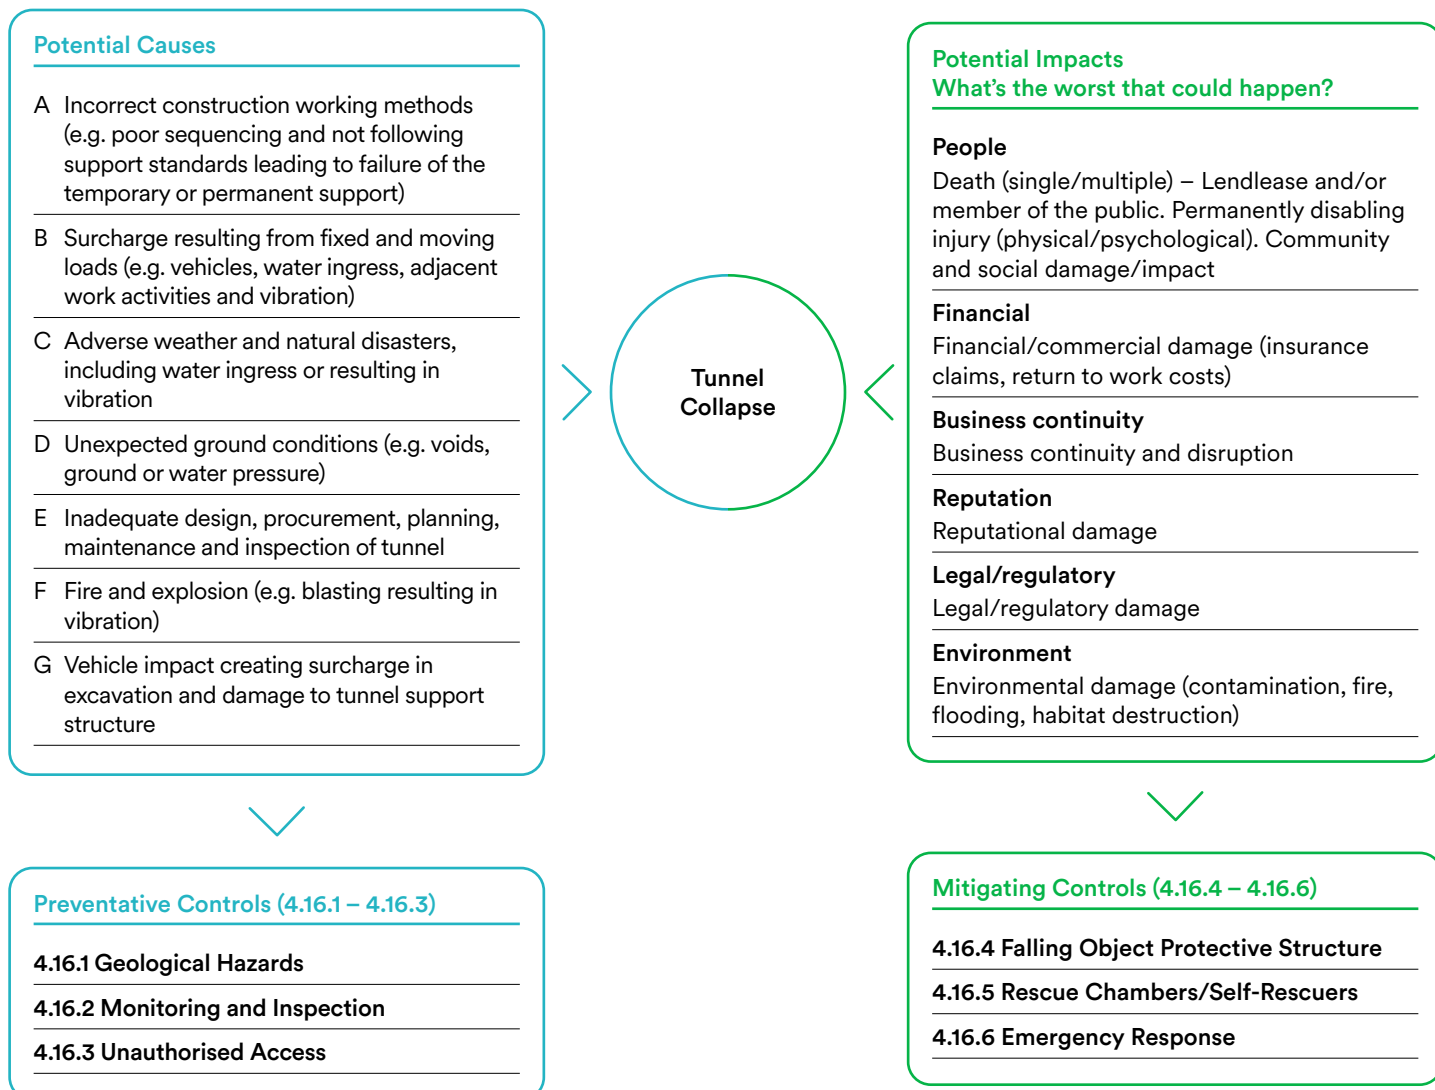 Potential Causes
A Incorrect construction working methods
(e.g. poor sequencing and not following
support standards leading to failure of the
temporary or permanent support)
B Surcharge resulting from fixed and moving
loads (e.g. vehicles, water ingress, adjacent
work activities and vibration)
C Adverse weather and natural disasters,
including water ingress or resulting in
vibration
D Unexpected ground conditions (e.g. voids,
ground or water pressure)
E Inadequate design, procurement, planning,
maintenance and inspection of tunnel
F Fire and explosion (e.g. blasting resulting in
vibration)
G Vehicle impact creating surcharge in
excavation and damage to tunnel support
structure
Tunnel
Collapse
Potential Impacts
What's the worst that could happen?
People
Death (single/multiple) – Lendlease and/or
member of the public. Permanently disabling
injury (physical/psychological). Community
and social damage/impact
Financial
Financial/commercial damage (insurance
claims, return to work costs)
Business continuity
Business continuity and disruption
Reputation
Reputational damage
Legal/regulatory
Legal/regulatory damage
Environment
Environmental damage (contamination, fire,
flooding, habitat destruction)
Preventative Controls (4.16.1 – 4.16.3)
4.16.1 Geological Hazards
4.16.2 Monitoring and Inspection
4.16.3 Unauthorised Access
Mitigating Controls (4.16.4 – 4.16.6)
4.16.4 Falling Object Protective Structure
4.16.5 Rescue Chambers/Self-Rescuers
4.16.6 Emergency Response